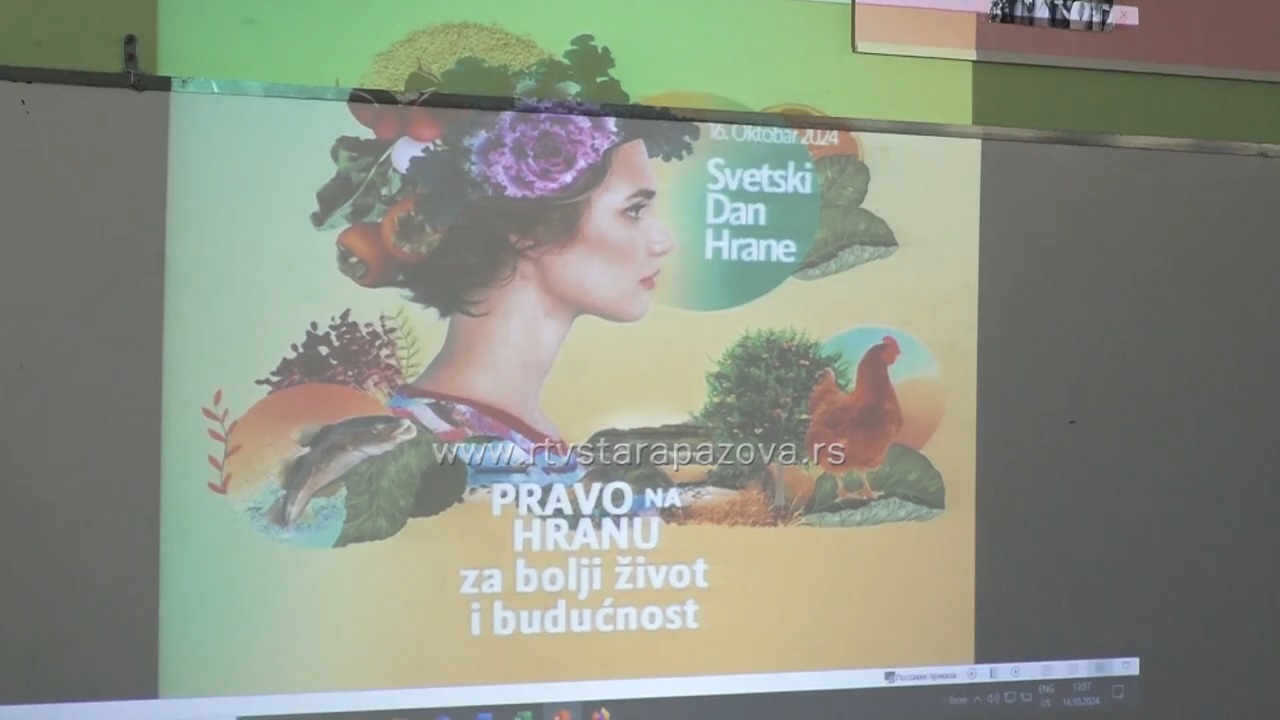 16. Oktobar 2024
Svetski
Dan
Hrane
www.rtvstarapazova.rs
PRAVO NA
HRANU
za bolji život
i budućnost
ENG
13:57
US
16.10.2024